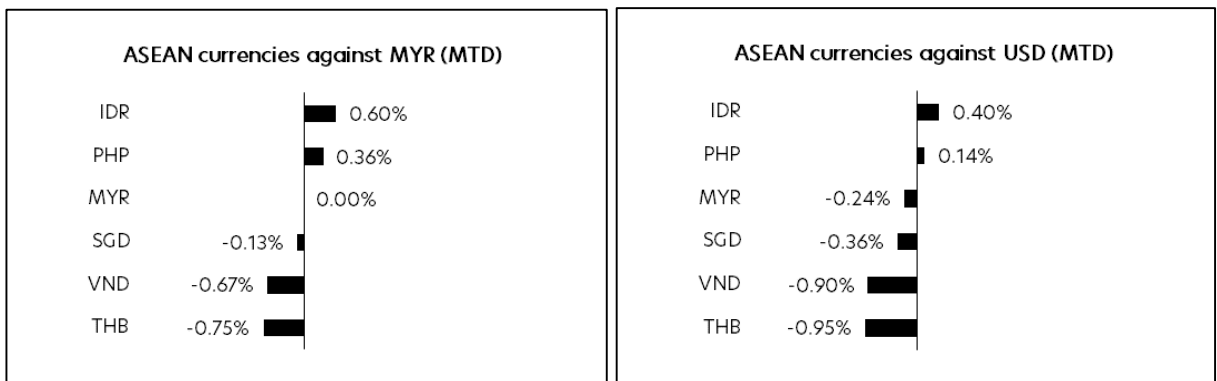 ASEAN currencies against MYR (MTD)
IDR 0.60%
PHP 0.36%
MYR 0.00%
SGD -0.13%
VND -0.67%
THB -0.75%
ASEAN currencies against USD (MTD)
IDR 0.40%
PHP 0.14%
MYR -0.24%
SGD -0.36%
VND -0.90%
THB -0.95%